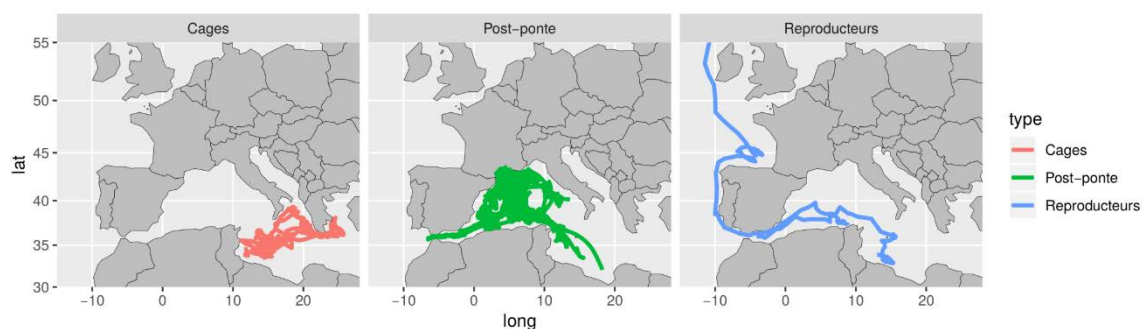 Cages
Post-ponte
Reproducteurs
55
50
45
40
35
30
lat
-10 0 10 20
-10 0 10 20
-10 0 10 20
long
type
Cages
Post-ponte
Reproducteurs